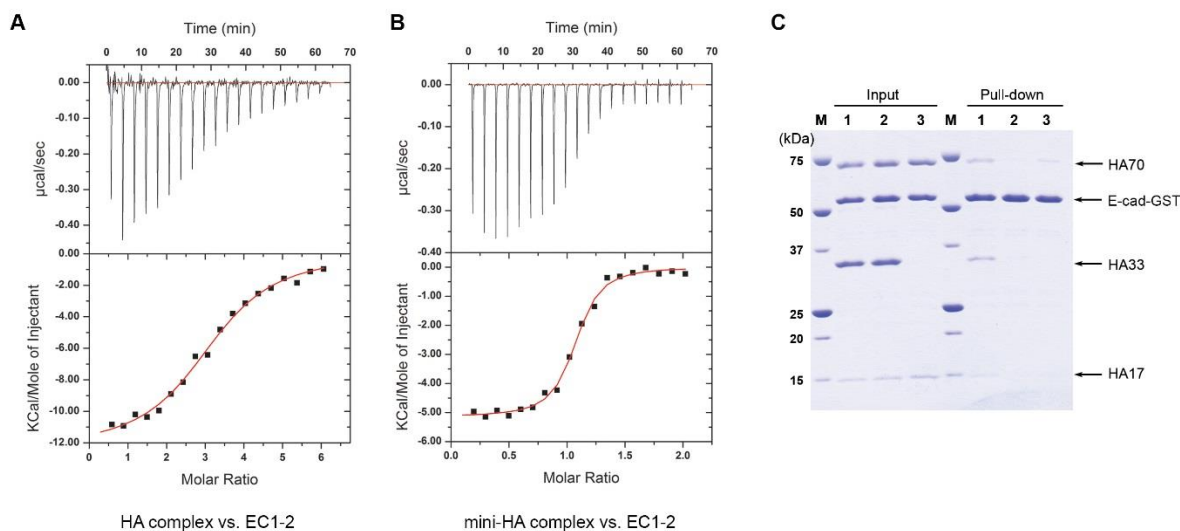 A
Time (min)
0 10 20 30 40 50 60 70
0.00
-0.10
-0.20
-0.30
-0.40
0.00
µcal/sec
-2.00
-4.00
-6.00
-8.00
-10.00
-12.00
KCal/Mole of Injectant
0 1 2 3 4 5 6
Molar Ratio
HA complex vs. EC1-2
B
Time (min)
0 10 20 30 40 50 60 70
0.00
-0.10
-0.20
-0.30
-0.40
µcal/sec
0.00
-1.00
-2.00
-3.00
-4.00
-5.00
-6.00
KCal/Mole of Injectant
0.0 0.5 1.0 1.5 2.0
Molar Ratio
mini-HA complex vs. EC1-2
C
Input Pull-down
M 1 2 3 M 1 2 3
(kDa)
75
50
37
25
20
15
HA70
E-cad-GST
HA33
HA17